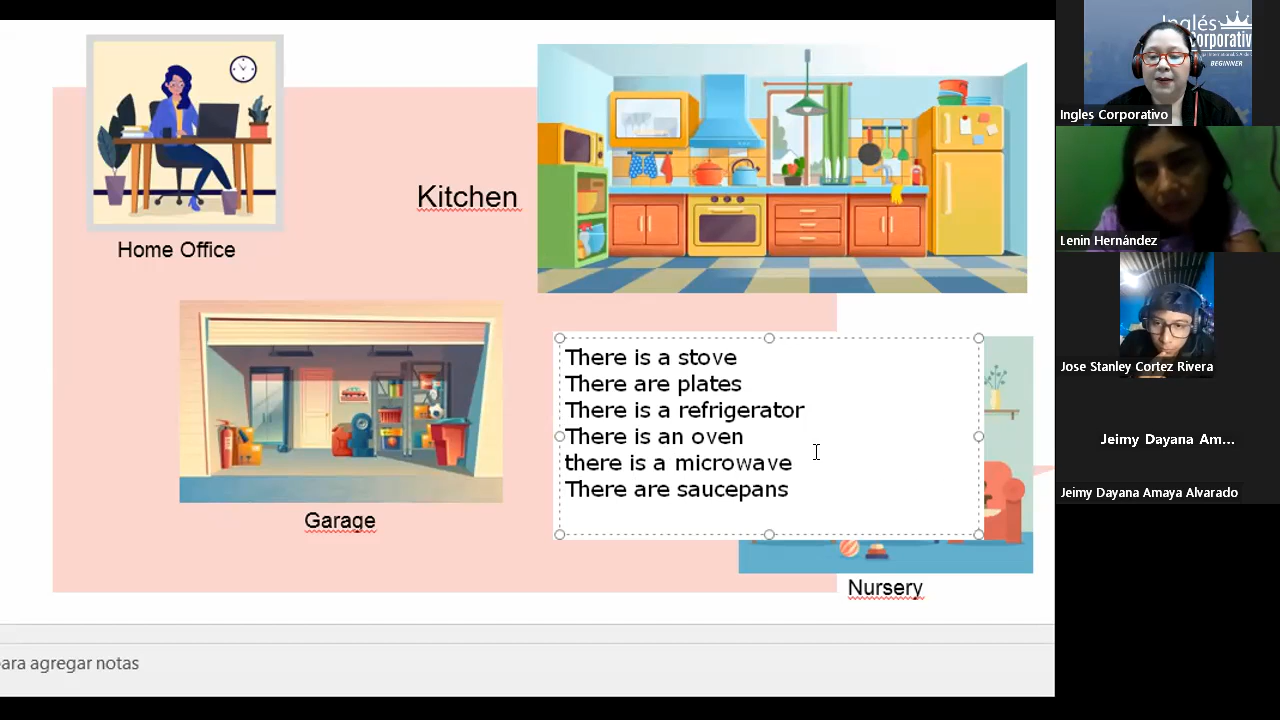 Home Office
Kitchen
Garage
There is a stove
There are plates
There is a refrigerator
There is an oven
there is a microwave
There are saucepans
Nursery
ara agregar notas
Inglés
Corporativ
BEGINNER
Ingles Corporativo
Lenin Hernández
Jose Stanley Cortez Rivera
Jeimy Dayana Am...
Jeimy Dayana Amaya Alvarado